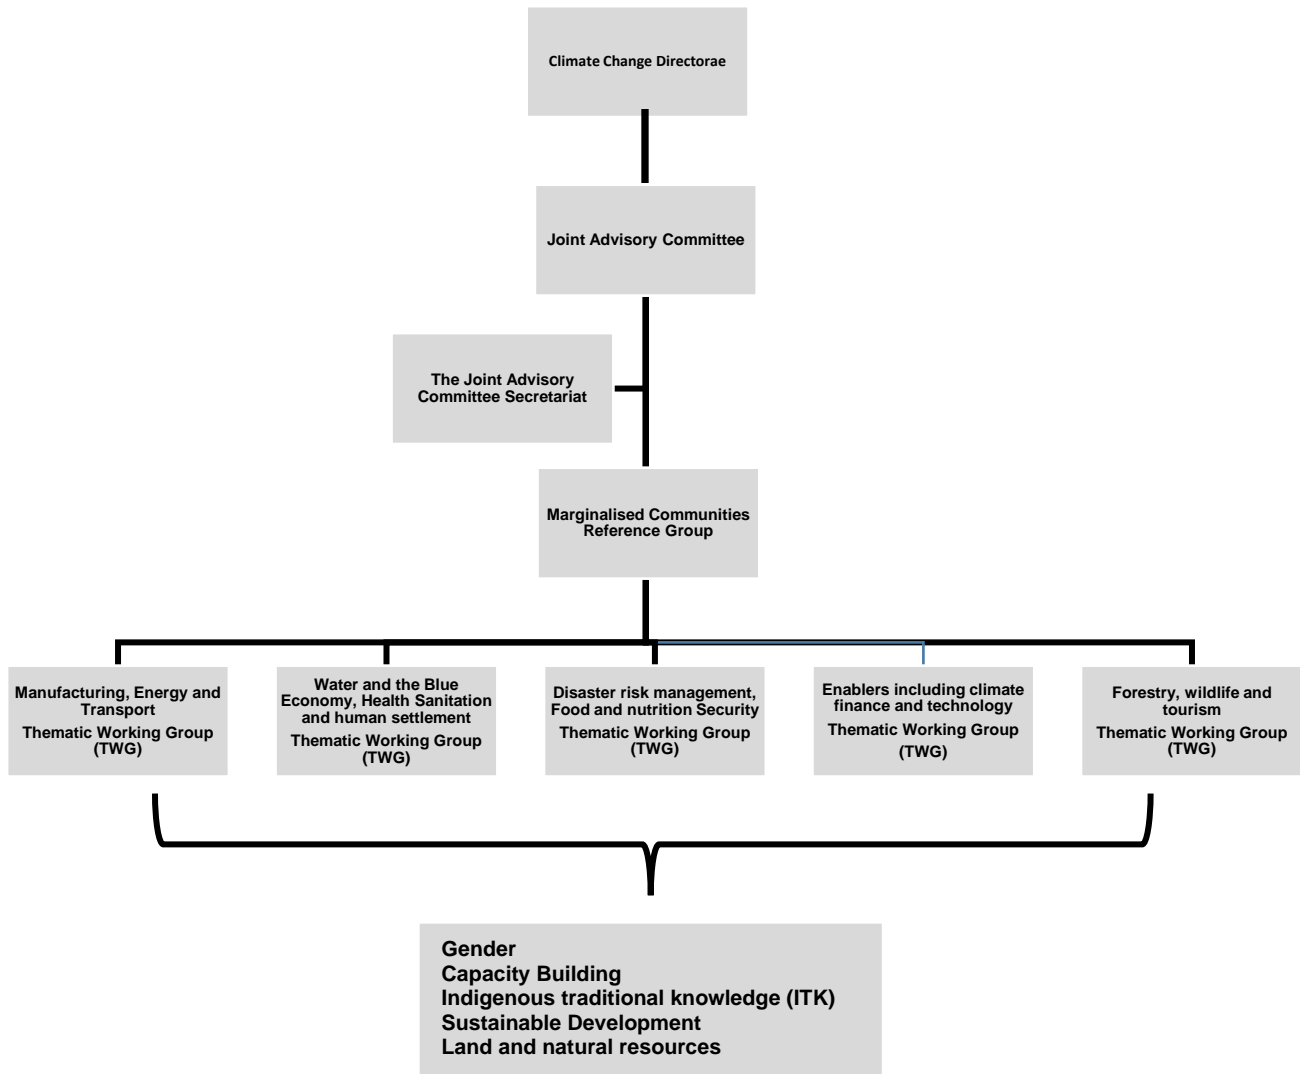 Climate Change Directorae
Joint Advisory Committee
The Joint Advisory
Committee Secretariat
Marginalised Communities
Reference Group
Manufacturing, Energy and
Transport
Thematic Working Group
(TWG)
Water and the Blue
Economy, Health Sanitation
and human settlement
Thematic Working Group
(TWG)
Disaster risk management,
Food and nutrition Security
Thematic Working Group
(TWG)
Enablers including climate
finance and technology
Thematic Working Group
(TWG)
Forestry, wildlife and
tourism
Thematic Working Group
(TWG)
Gender
Capacity Building
Indigenous traditional knowledge (ITK)
Sustainable Development
Land and natural resources